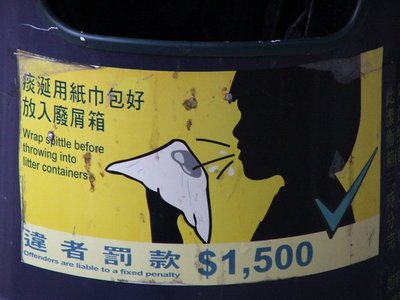 痰涎用紙巾包好
放入廢屑箱
Wrap spittle before
throwing into
litter containers
違者罰款 $1,500
Offenders are liable to a fixed penalty